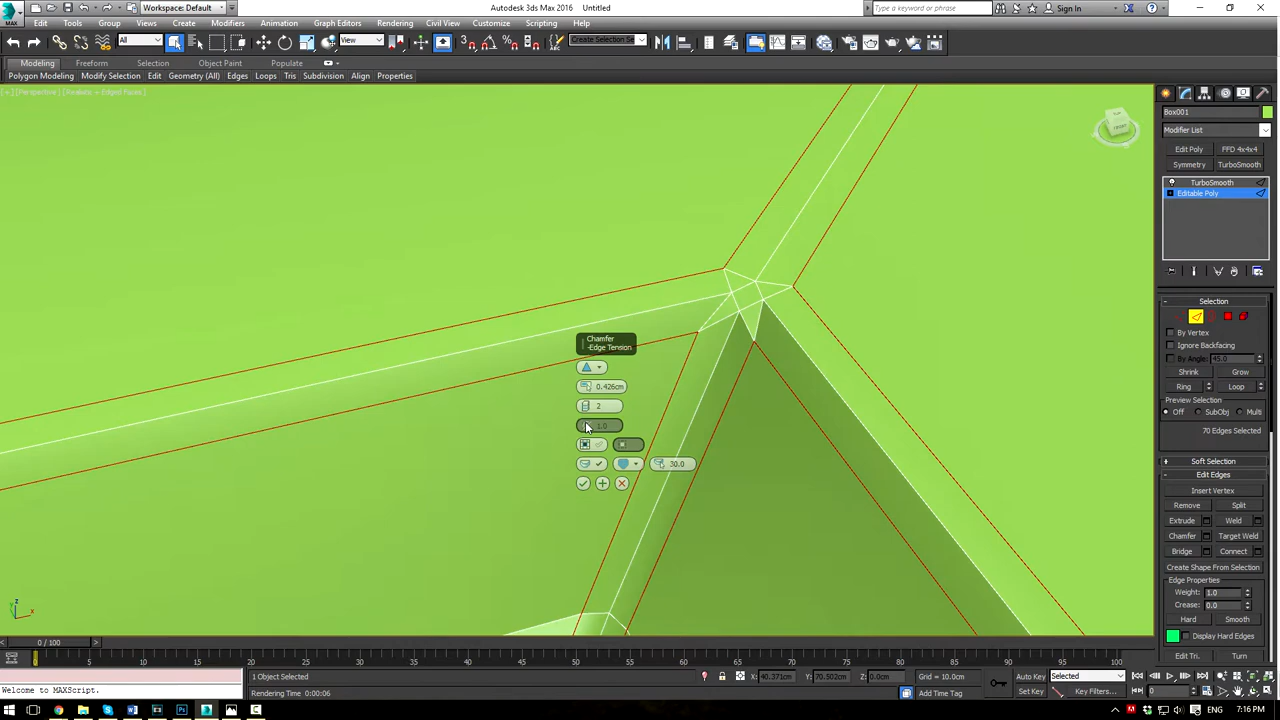 Workspace: Default
Autodesk 3ds Max 2016 Untitled
Type a keyword or phrase
Sign In
MAX
Edit Tools Group Views Create Modifiers Animation Graph Editors Rendering Civil View Customize Scripting Help
All
View
Create Selection Se
Modeling Freeform Selection Object Paint Populate
Polygon Modeling Modify Selection Edit Geometry (All) Edges Loops Tris Subdivision Align Properties
[+] [Perspective] [Realistic + Edged Faces]
Box001
Modifier List
Edit Poly FFD 4x4x4
Symmetry TurboSmooth
TurboSmooth
Editable Poly
Selection
By Vertex
Ignore Backfacing
By Angle: 45.0
Shrink Grow
Ring Loop
Preview Selection
Off SubObj Multi
70 Edges Selected
Soft Selection
Edit Edges
Insert Vertex
Remove Split
Extrude Weld
Chamfer Target Weld
Bridge Connect
Create Shape From Selection
Edge Properties
Weight: 1.0
Crease: 0.0
Hard Smooth
Display Hard Edges
Edit Tri. Turn
Chamfer
-Edge Tension
0.426cm
2
1.0
30.0
0 / 100
0 5 10 15 20 25 30 35 40 45 50 55 60 65 70 75 80 85 90 95 100
1 Object Selected
X: 40.371cm Y: 70.502cm Z: 0.0cm Grid = 10.0cm
Auto Key Selected
Welcome to MAXScript.
Rendering Time 0:00:06
Add Time Tag
Set Key Key Filters...
0
ENG 7:16 PM